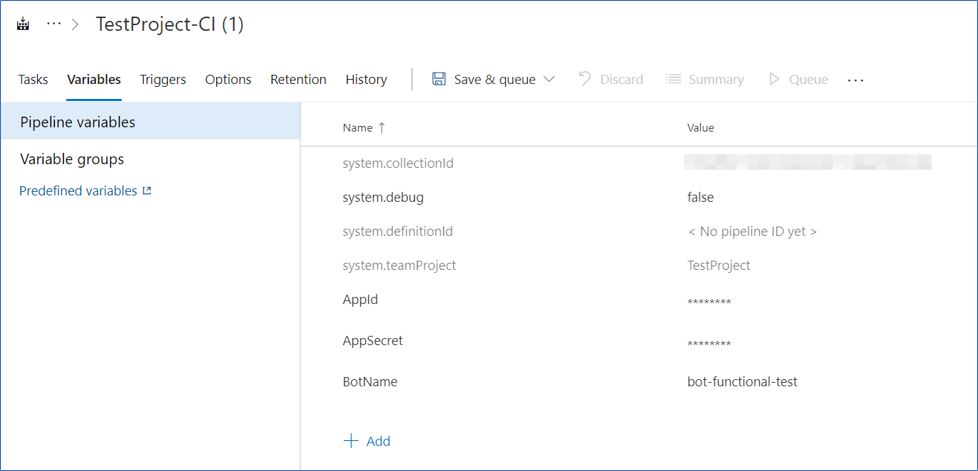 ··· > TestProject-CI (1)
Tasks Variables Triggers Options Retention History Save & queue Discard Summary Queue ···
Pipeline variables
Variable groups
Predefined variables
Name ↑ Value
system.collectionId
system.debug false
system.definitionId < No pipeline ID yet >
system.teamProject TestProject
AppId ********
AppSecret ********
BotName bot-functional-test
+ Add